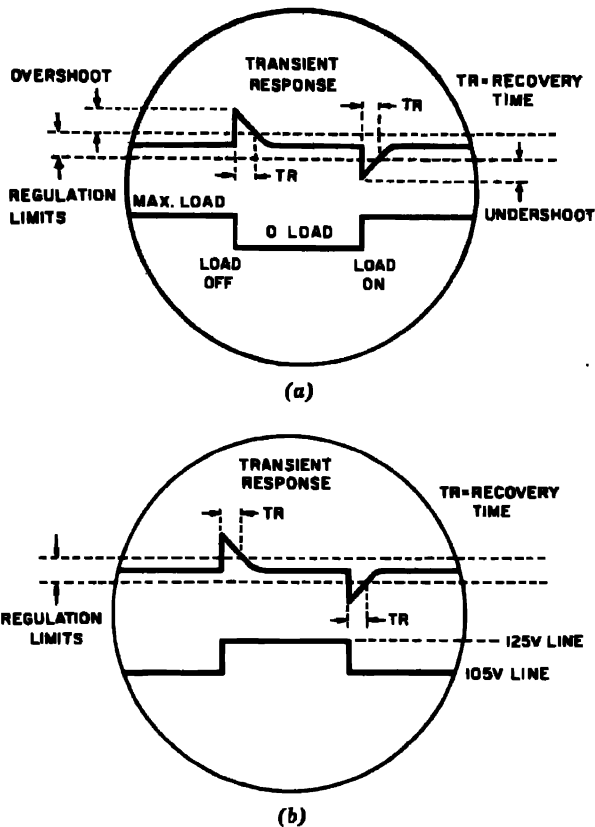 OVERSHOOT
TRANSIENT
RESPONSE
TR
TR=RECOVERY
TIME
TR
REGULATION
LIMITS
MAX. LOAD
UNDERSHOOT
O LOAD
LOAD
OFF
LOAD
ON
(a)
TRANSIENT
RESPONSE
TR
TR=RECOVERY
TIME
REGULATION
LIMITS
TR
125V LINE
105V LINE
(b)